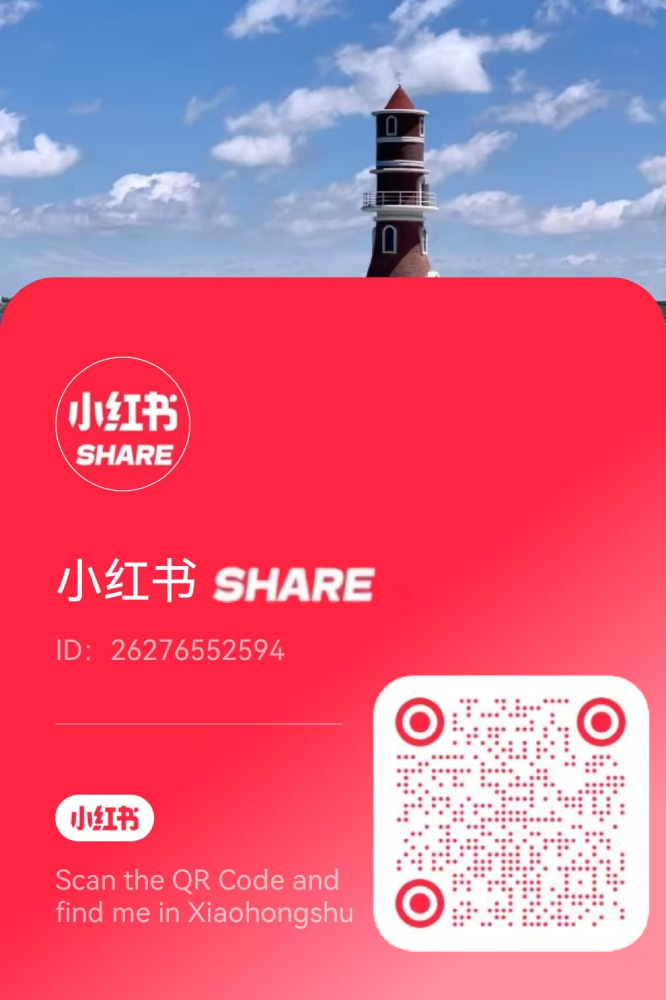 小红书
SHARE
小红书 SHARE
ID： 26276552594
小红书
Scan the QR Code and
find me in Xiaohongshu